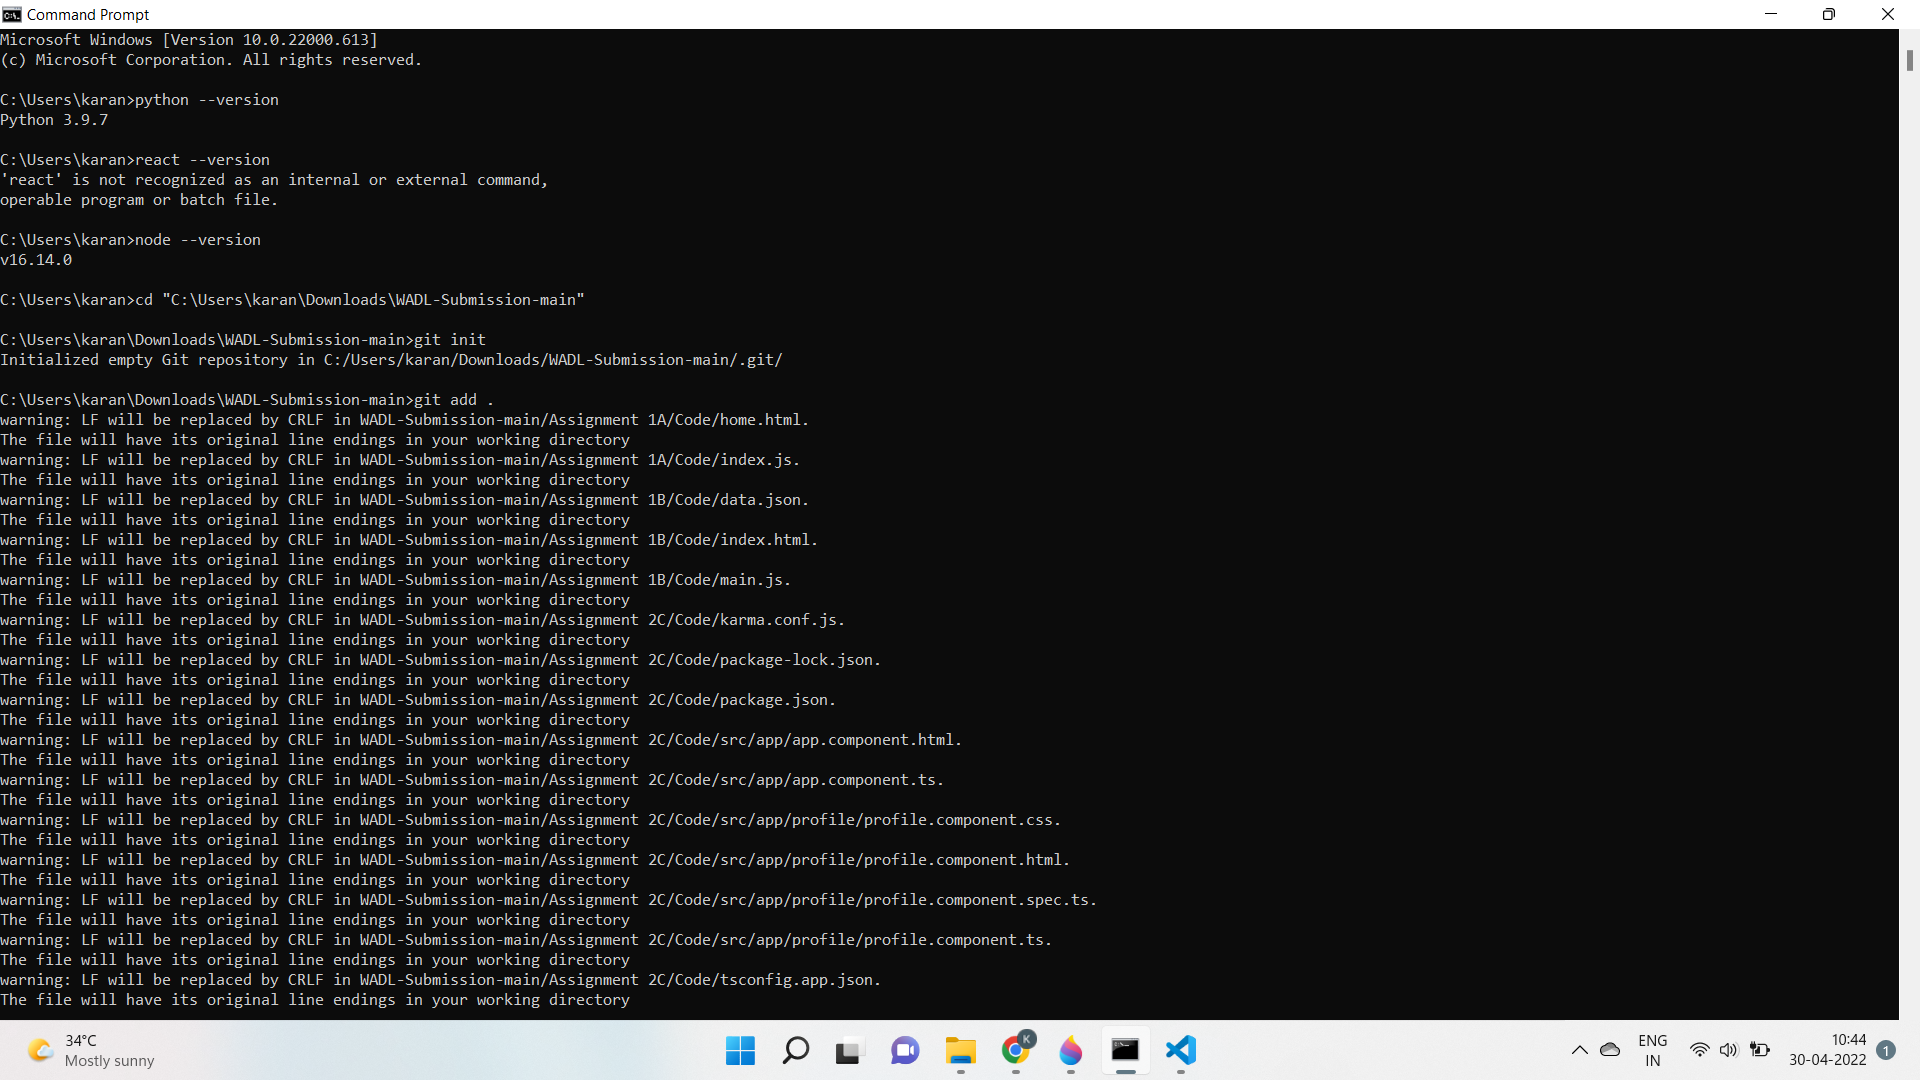 Command Prompt
Microsoft Windows [Version 10.0.22000.613]
(c) Microsoft Corporation. All rights reserved.
C:\Users\karan>python --version
Python 3.9.7
C:\Users\karan>react --version
'react' is not recognized as an internal or external command,
operable program or batch file.
C:\Users\karan>node --version
v16.14.0
C:\Users\karan>cd "C:\Users\karan\Downloads\WADL-Submission-main"
C:\Users\karan\Downloads\WADL-Submission-main>git init
Initialized empty Git repository in C:/Users/karan/Downloads/WADL-Submission-main/.git/
C:\Users\karan\Downloads\WADL-Submission-main>git add .
warning: LF will be replaced by CRLF in WADL-Submission-main/Assignment 1A/Code/home.html.
The file will have its original line endings in your working directory
warning: LF will be replaced by CRLF in WADL-Submission-main/Assignment 1A/Code/index.js.
The file will have its original line endings in your working directory
warning: LF will be replaced by CRLF in WADL-Submission-main/Assignment 1B/Code/data.json.
The file will have its original line endings in your working directory
warning: LF will be replaced by CRLF in WADL-Submission-main/Assignment 1B/Code/index.html.
The file will have its original line endings in your working directory
warning: LF will be replaced by CRLF in WADL-Submission-main/Assignment 1B/Code/main.js.
The file will have its original line endings in your working directory
warning: LF will be replaced by CRLF in WADL-Submission-main/Assignment 2C/Code/karma.conf.js.
The file will have its original line endings in your working directory
warning: LF will be replaced by CRLF in WADL-Submission-main/Assignment 2C/Code/package-lock.json.
The file will have its original line endings in your working directory
warning: LF will be replaced by CRLF in WADL-Submission-main/Assignment 2C/Code/package.json.
The file will have its original line endings in your working directory
warning: LF will be replaced by CRLF in WADL-Submission-main/Assignment 2C/Code/src/app/app.component.html.
The file will have its original line endings in your working directory
warning: LF will be replaced by CRLF in WADL-Submission-main/Assignment 2C/Code/src/app/app.component.ts.
The file will have its original line endings in your working directory
warning: LF will be replaced by CRLF in WADL-Submission-main/Assignment 2C/Code/src/app/profile/profile.component.css.
The file will have its original line endings in your working directory
warning: LF will be replaced by CRLF in WADL-Submission-main/Assignment 2C/Code/src/app/profile/profile.component.html.
The file will have its original line endings in your working directory
warning: LF will be replaced by CRLF in WADL-Submission-main/Assignment 2C/Code/src/app/profile/profile.component.spec.ts.
The file will have its original line endings in your working directory
warning: LF will be replaced by CRLF in WADL-Submission-main/Assignment 2C/Code/src/app/profile/profile.component.ts.
The file will have its original line endings in your working directory
warning: LF will be replaced by CRLF in WADL-Submission-main/Assignment 2C/Code/tsconfig.app.json.
The file will have its original line endings in your working directory
34°C
Mostly sunny
K
ENG
IN
10:44
30-04-2022
1